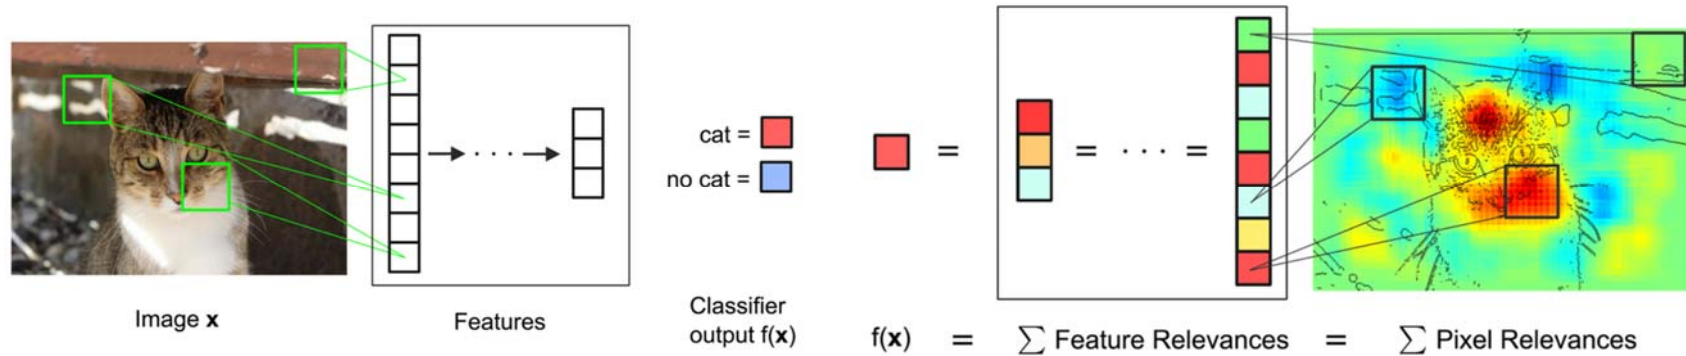 cat =
no cat =
=
= · · · =
Image x
Features
Classifier
output f(x)
f(x) = ∑ Feature Relevances = ∑ Pixel Relevances